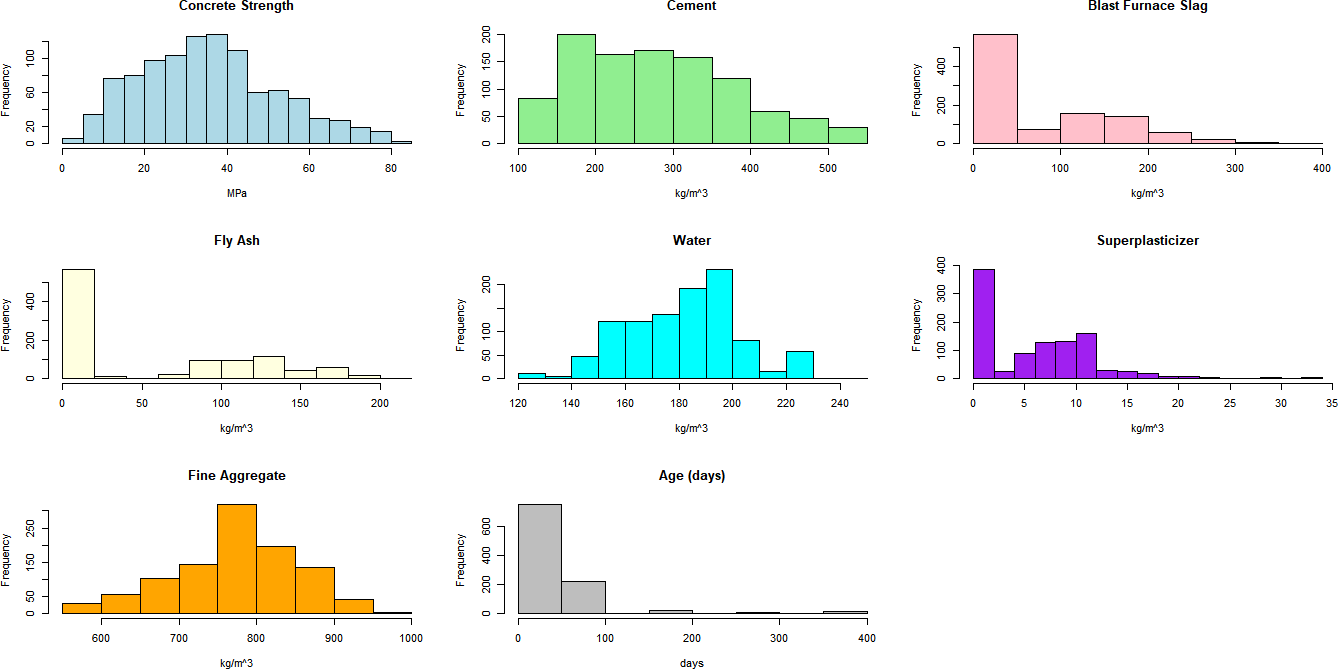 Concrete Strength
Frequency
0 20 60 100
0 20 40 60 80
MPa
Cement
Frequency
0 50 100 150 200
100 200 300 400 500
kg/m^3
Blast Furnace Slag
Frequency
0 200 400
0 100 200 300 400
kg/m^3
Fly Ash
Frequency
0 200 400
0 50 100 150 200
kg/m^3
Water
Frequency
0 50 100 200
120 140 160 180 200 220 240
kg/m^3
Superplasticizer
Frequency
0 100 200 300 400
0 5 10 15 20 25 30 35
kg/m^3
Fine Aggregate
Frequency
0 50 150 250
600 700 800 900 1000
kg/m^3
Age (days)
Frequency
0 200 400 600
0 100 200 300 400
days